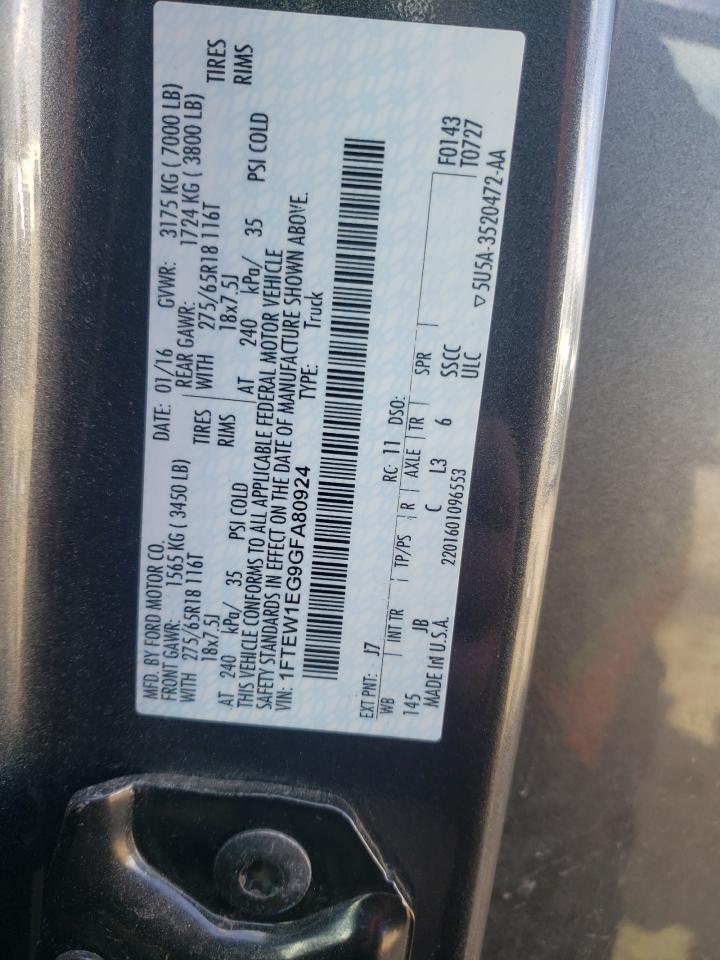 MFD. BY FORD MOTOR CO.
DATE: 01/16 GVWR: 3175 KG ( 7000 LB)
FRONT GAWR: 1565 KG ( 3450 LB)
REAR GAWR: 1724 KG ( 3800 LB)
WITH 275/65R18 116T TIRES
WITH 275/65R18 116T TIRES
18x7.5J RIMS
18x7.5J RIMS
AT 240 kPa/ 35 PSI COLD
AT 240 kPa/ 35 PSI COLD
THIS VEHICLE CONFORMS TO ALL APPLICABLE FEDERAL MOTOR VEHICLE
SAFETY STANDARDS IN EFFECT ON THE DATE OF MANUFACTURE SHOWN ABOVE.
VIN: 1FTEW1EG9GFA80924 TYPE: Truck
EXT PNT: J7 RC: 11 DSO: F0143
WB INT TR TP/PS R AXLE TR SPR T0727
145 JB C L3 6 SSCC
MADE IN U.S.A. ULC
2201601096553
▽5U5A-3520472-AA